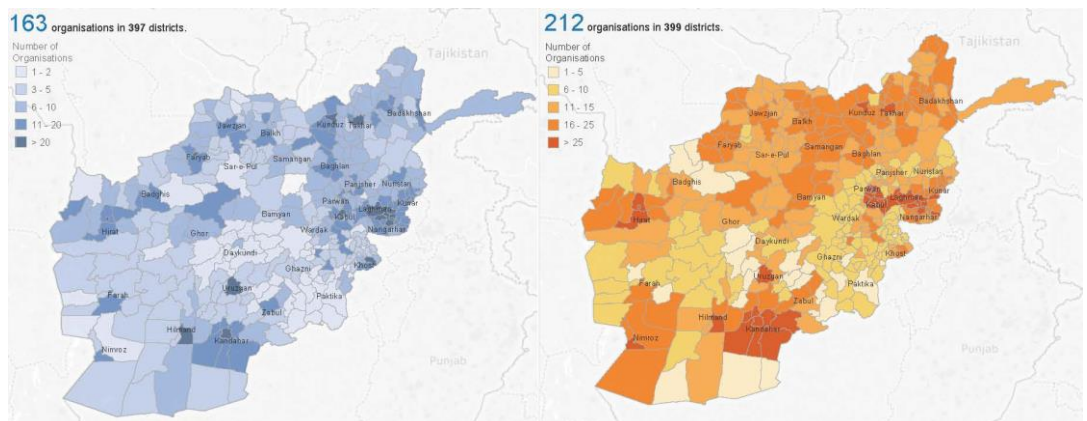 163 organisations in 397 districts.
Number of
Organisations
1 - 2
3 - 5
6 - 10
11 - 20
> 20
Tajikistan
Badakhshan
Jawzjan
Balkh
Kunduz
Takhar
Faryab
Sar-e-Pul
Samangan
Baghlan
Badghis
Panjsher
Nuristan
Bamyan
Parwan
Kabul
Laghman
Kunar
Hirat
Ghor
Wardak
Nangarhar
Daykundi
Ghazni
Khost
Uruzgan
Paktika
Farah
Zabul
Hilmand
Kandahar
Nimroz
Punjab
212 organisations in 399 districts.
Number of
Organisations
1 - 5
6 - 10
11 - 15
16 - 25
> 25
Tajikistan
Badakhshan
Jawzjan
Balkh
Kunduz
Takhar
Faryab
Sar-e-Pul
Samangan
Baghlan
Badghis
Panjsher
Nuristan
Bamyan
Parwan
Kabul
Laghman
Kunar
Hirat
Ghor
Wardak
Nangarhar
Daykundi
Ghazni
Khost
Uruzgan
Paktika
Farah
Zabul
Hilmand
Kandahar
Nimroz
Punjab